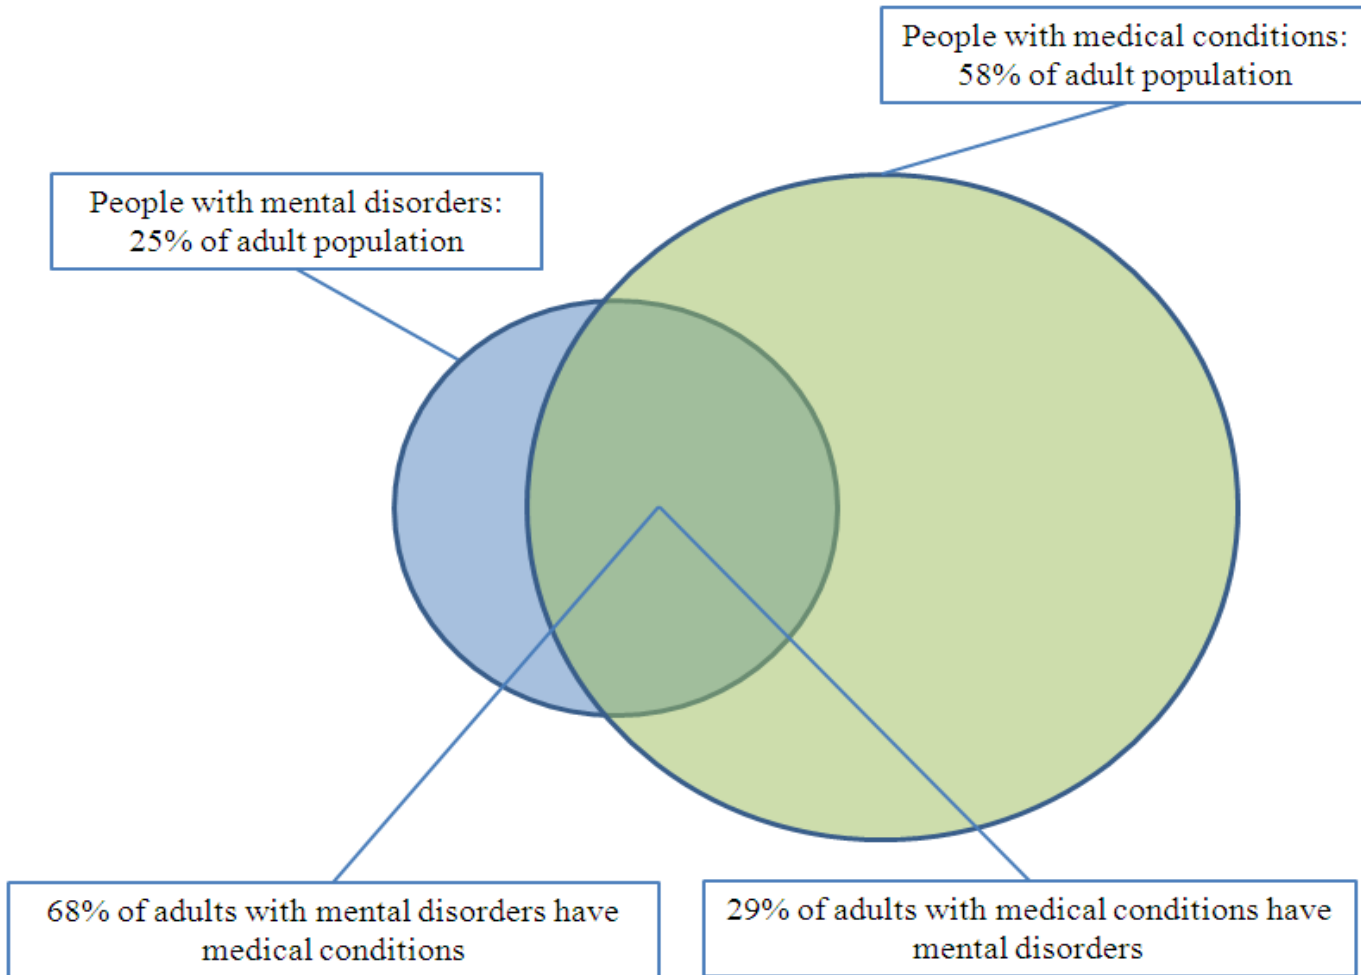 People with medical conditions:
58% of adult population
People with mental disorders:
25% of adult population
68% of adults with mental disorders have
medical conditions
29% of adults with medical conditions have
mental disorders